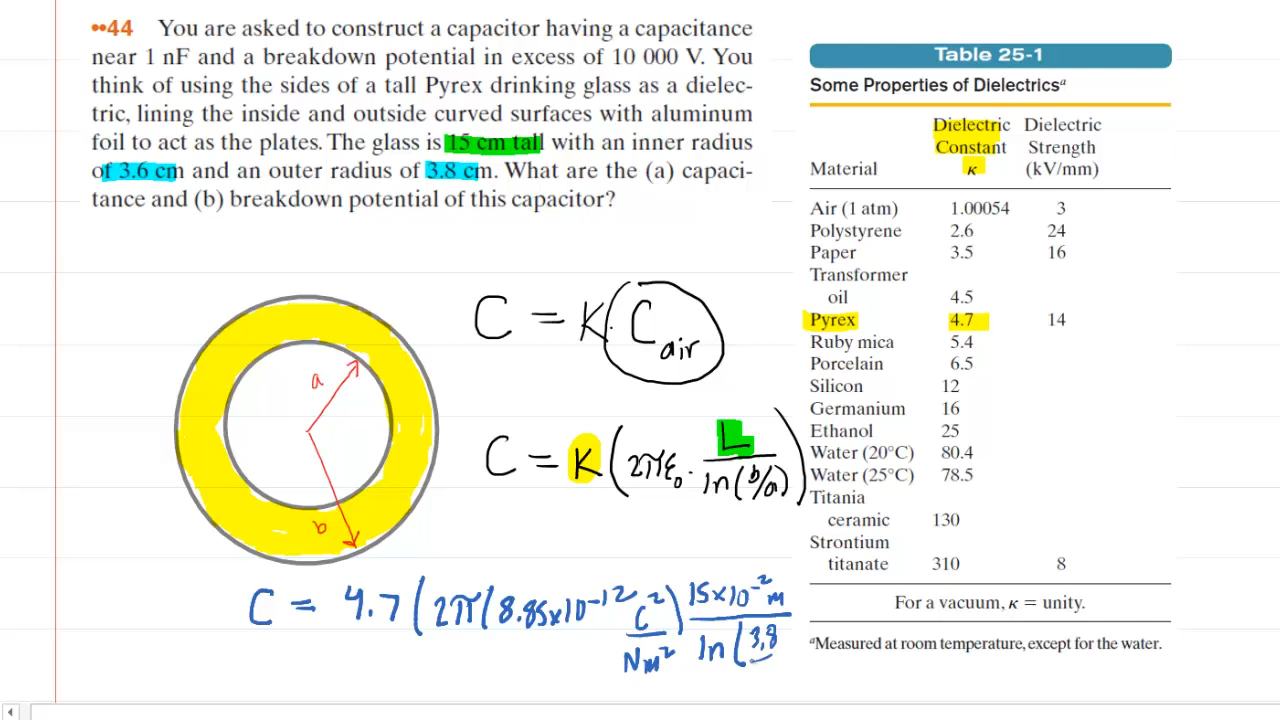 ••44 You are asked to construct a capacitor having a capacitance
near 1 nF and a breakdown potential in excess of 10 000 V. You
think of using the sides of a tall Pyrex drinking glass as a dielec-
tric, lining the inside and outside curved surfaces with aluminum
foil to act as the plates. The glass is 15 cm tall with an inner radius
of 3.6 cm and an outer radius of 3.8 cm. What are the (a) capaci-
tance and (b) breakdown potential of this capacitor?
Table 25-1
Some Properties of Dielectricsᵃ
Dielectric Dielectric
Constant Strength
Material κ (kV/mm)
Air (1 atm) 1.00054 3
Polystyrene 2.6 24
Paper 3.5 16
Transformer
oil 4.5
Pyrex 4.7 14
Ruby mica 5.4
Porcelain 6.5
Silicon 12
Germanium 16
Ethanol 25
Water (20°C) 80.4
Water (25°C) 78.5
Titania
ceramic 130
Strontium
titanate 310 8
For a vacuum, κ = unity.
ᵃMeasured at room temperature, except for the water.
a
b
C = K · C air
C = K (2πε₀ · L / ln(b/a))
C = 4.7 (2π(8.85×10⁻¹² C²/Nm²) 15×10⁻² m / ln(3.8